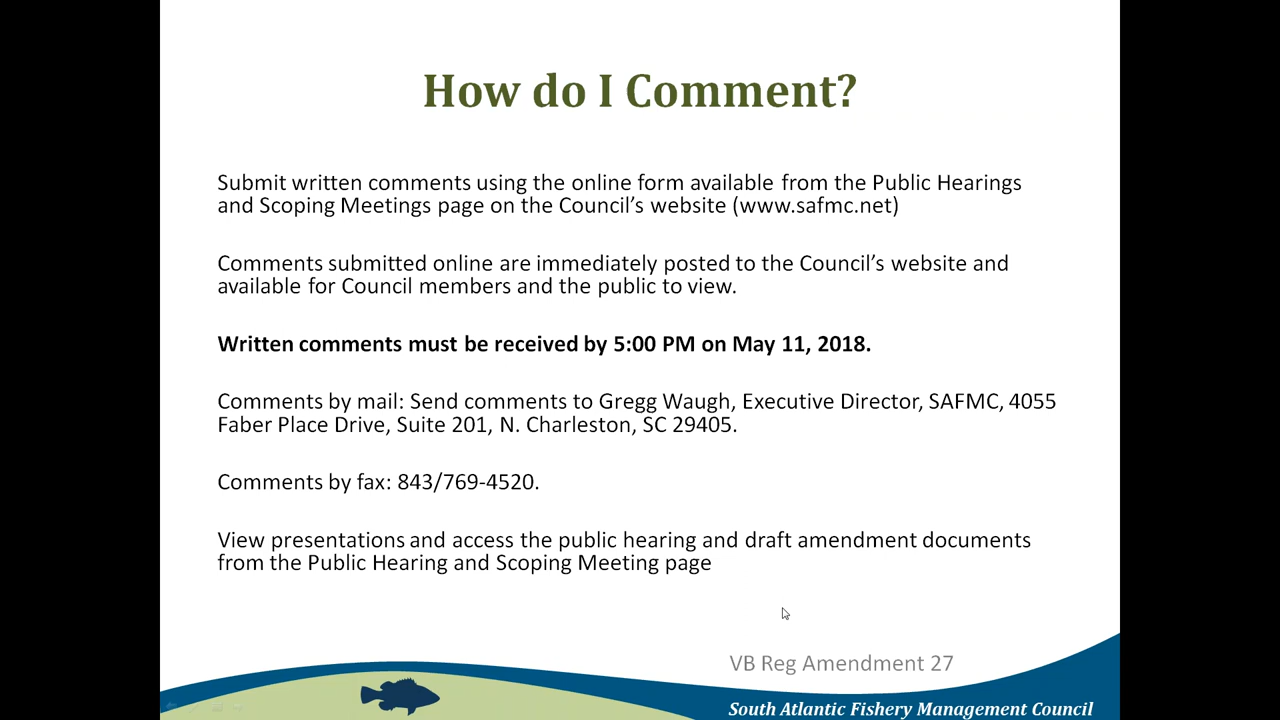 How do I Comment?
Submit written comments using the online form available from the Public Hearings
and Scoping Meetings page on the Council’s website (www.safmc.net)
Comments submitted online are immediately posted to the Council’s website and
available for Council members and the public to view.
Written comments must be received by 5:00 PM on May 11, 2018.
Comments by mail: Send comments to Gregg Waugh, Executive Director, SAFMC, 4055
Faber Place Drive, Suite 201, N. Charleston, SC 29405.
Comments by fax: 843/769-4520.
View presentations and access the public hearing and draft amendment documents
from the Public Hearing and Scoping Meeting page
VB Reg Amendment 27
South Atlantic Fishery Management Council